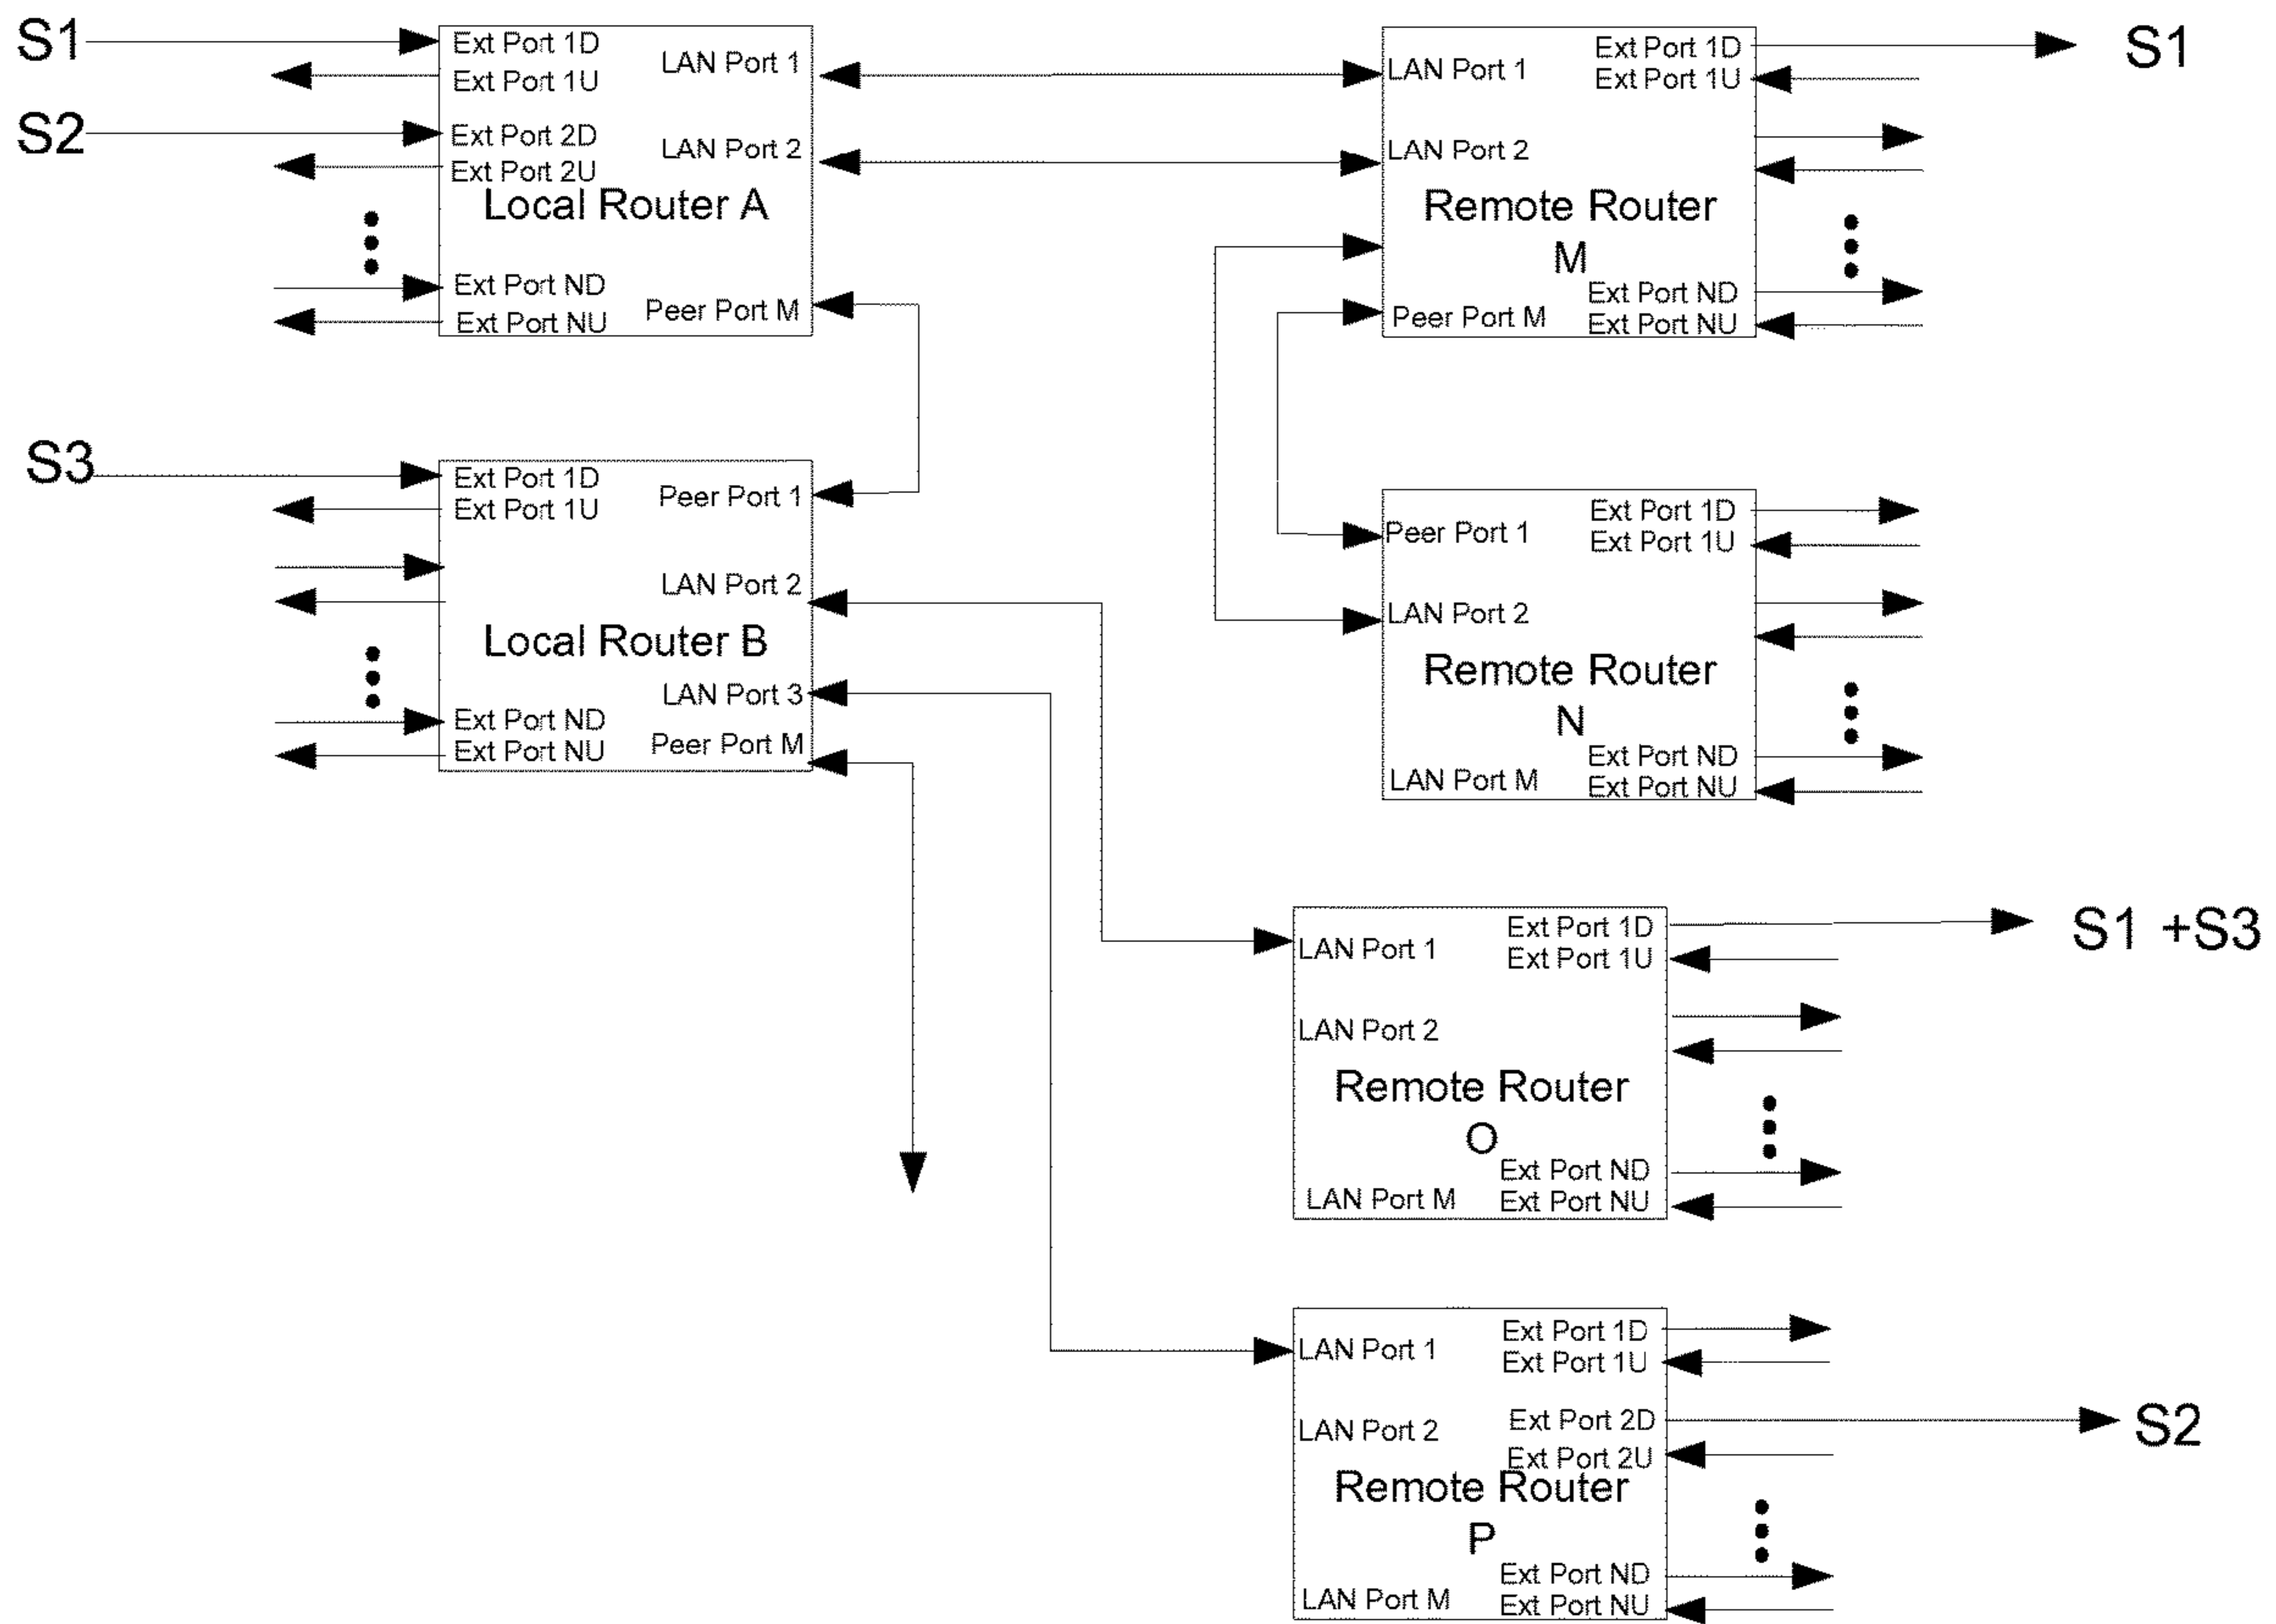 S1
Ext Port 1D
Ext Port 1U
S2
Ext Port 2D
Ext Port 2U
LAN Port 1
LAN Port 2
Local Router A
Ext Port ND
Ext Port NU
Peer Port M
LAN Port 1
LAN Port 2
Ext Port 1D
Ext Port 1U
S1
Remote Router
M
Peer Port M
Ext Port ND
Ext Port NU
S3
Ext Port 1D
Ext Port 1U
Peer Port 1
LAN Port 2
Local Router B
LAN Port 3
Ext Port ND
Ext Port NU
Peer Port M
Peer Port 1
Ext Port 1D
Ext Port 1U
LAN Port 2
Remote Router
N
LAN Port M
Ext Port ND
Ext Port NU
LAN Port 1
Ext Port 1D
Ext Port 1U
S1 +S3
LAN Port 2
Remote Router
O
LAN Port M
Ext Port ND
Ext Port NU
LAN Port 1
Ext Port 1D
Ext Port 1U
LAN Port 2
Ext Port 2D
Ext Port 2U
S2
Remote Router
P
LAN Port M
Ext Port ND
Ext Port NU